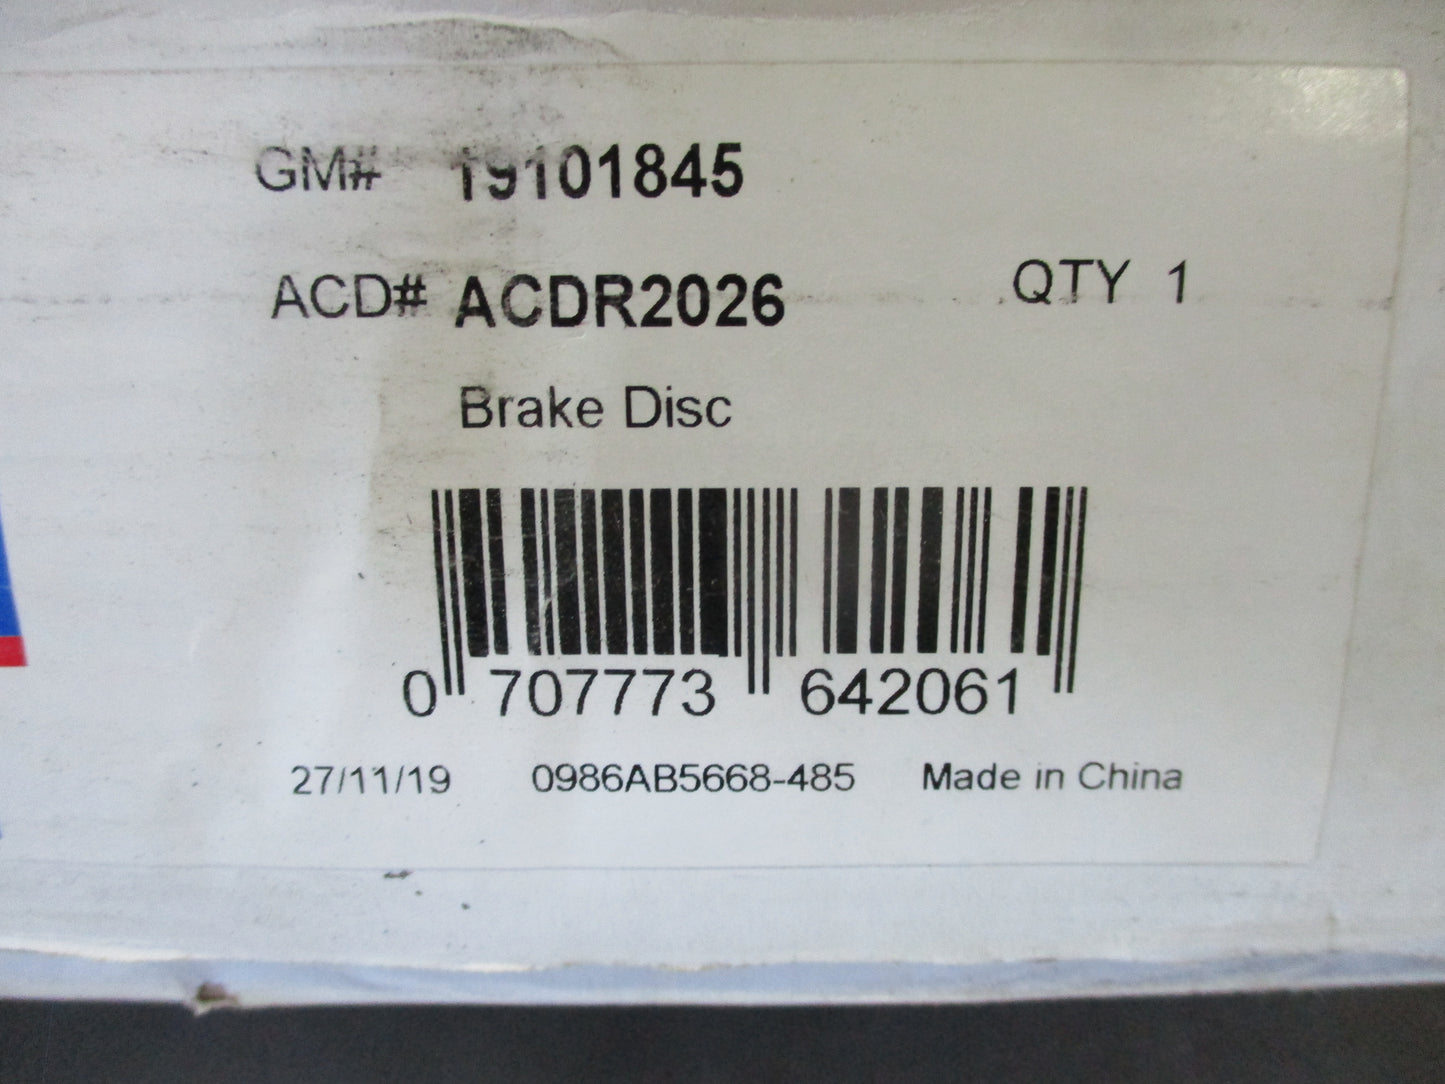 GM# 19101845
ACD# ACDR2026 QTY 1
Brake Disc
0 707773 642061
27/11/19 0986AB5668-485 Made in China